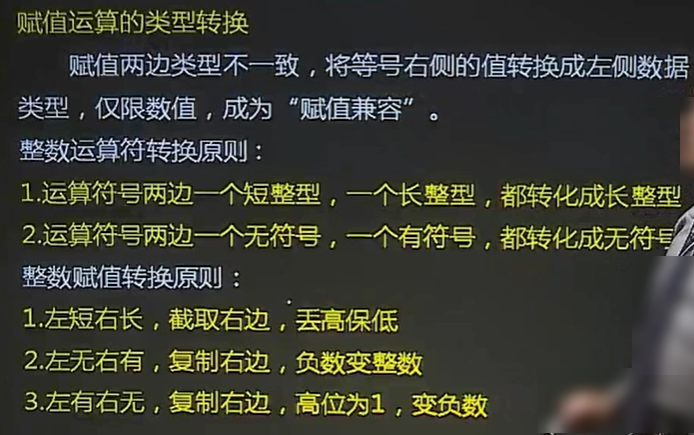 赋值运算的类型转换
赋值两边类型不一致，将等号右侧的值转换成左侧数据
类型，仅限数值，成为“赋值兼容”。
整数运算符转换原则：
1.运算符号两边一个短整型，一个长整型，都转化成长整型
2.运算符号两边一个无符号，一个有符号，都转化成无符号
整数赋值转换原则：
1.左短右长，截取右边，丢高保低
2.左无右有，复制右边，负数变整数
3.左有右无，复制右边，高位为1，变负数